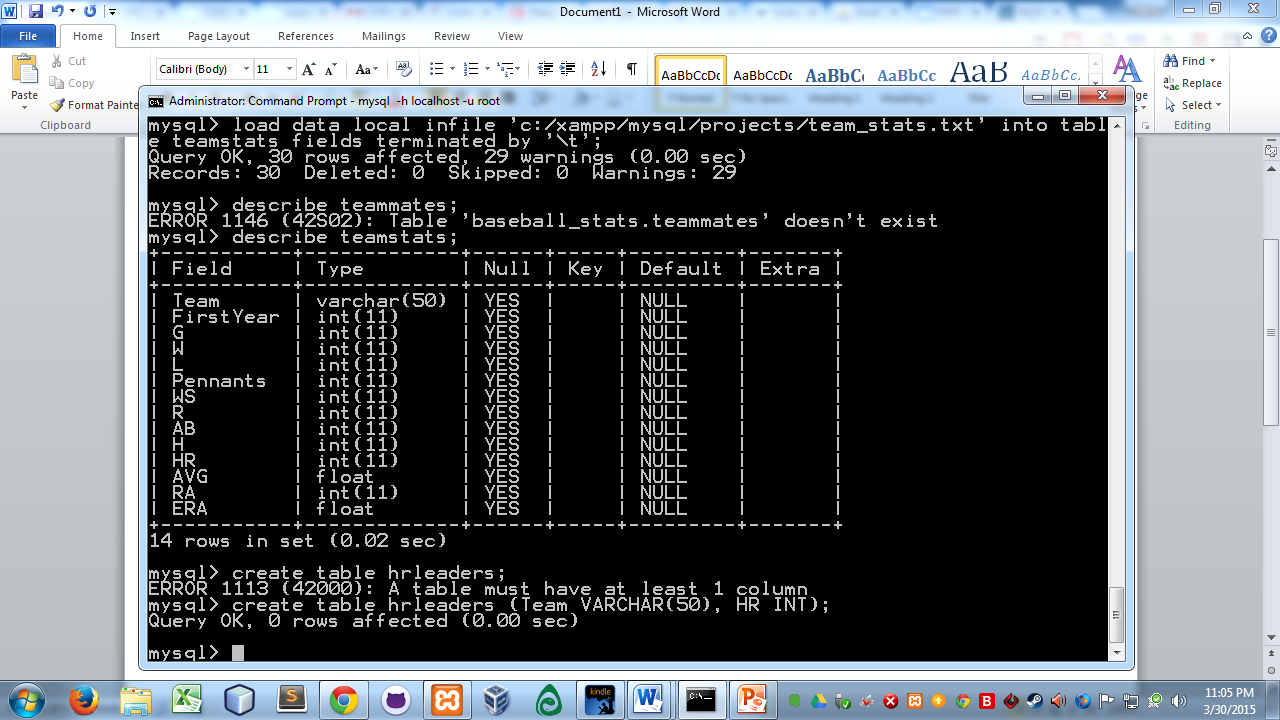 Document1 - Microsoft Word
File Home Insert Page Layout References Mailings Review View
Cut
Copy
Format Painter
Paste
Clipboard
Calibri (Body) 11
AaBbCcDc AaBbCcDc AaBbCc AaBbCc AaB AaBbCc.
Find
Replace
Select
Editing
Administrator: Command Prompt - mysql -h localhost -u root
mysql> load data local infile 'c:/xampp/mysql/projects/team_stats.txt' into tabl
e teamstats fields terminated by '\t';
Query OK, 30 rows affected, 29 warnings (0.00 sec)
Records: 30 Deleted: 0 Skipped: 0 Warnings: 29
mysql> describe teammates;
ERROR 1146 (42S02): Table 'baseball_stats.teammates' doesn't exist
mysql> describe teamstats;
+-----------+-------------+------+-----+---------+-------+
| Field | Type | Null | Key | Default | Extra |
+-----------+-------------+------+-----+---------+-------+
| Team | varchar(50) | YES | | NULL | |
| FirstYear | int(11) | YES | | NULL | |
| G | int(11) | YES | | NULL | |
| W | int(11) | YES | | NULL | |
| L | int(11) | YES | | NULL | |
| Pennants | int(11) | YES | | NULL | |
| WS | int(11) | YES | | NULL | |
| R | int(11) | YES | | NULL | |
| AB | int(11) | YES | | NULL | |
| H | int(11) | YES | | NULL | |
| HR | int(11) | YES | | NULL | |
| AVG | float | YES | | NULL | |
| RA | int(11) | YES | | NULL | |
| ERA | float | YES | | NULL | |
+-----------+-------------+------+-----+---------+-------+
14 rows in set (0.02 sec)
mysql> create table hrleaders;
ERROR 1113 (42000): A table must have at least 1 column
mysql> create table hrleaders (Team VARCHAR(50), HR INT);
Query OK, 0 rows affected (0.00 sec)
mysql>
kindle
11:05 PM
3/30/2015